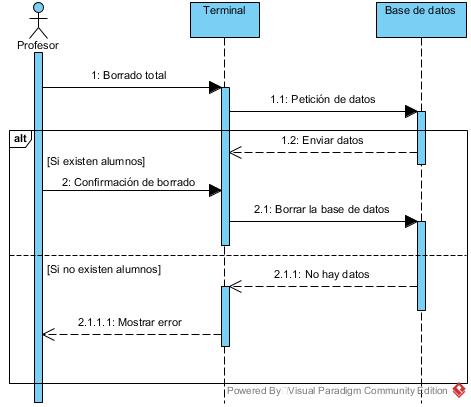 Profesor
Terminal
Base de datos
1: Borrado total
1.1: Petición de datos
alt
1.2: Enviar datos
[Si existen alumnos]
2: Confirmación de borrado
2.1: Borrar la base de datos
[Si no existen alumnos]
2.1.1: No hay datos
2.1.1.1: Mostrar error
Powered By Visual Paradigm Community Edition